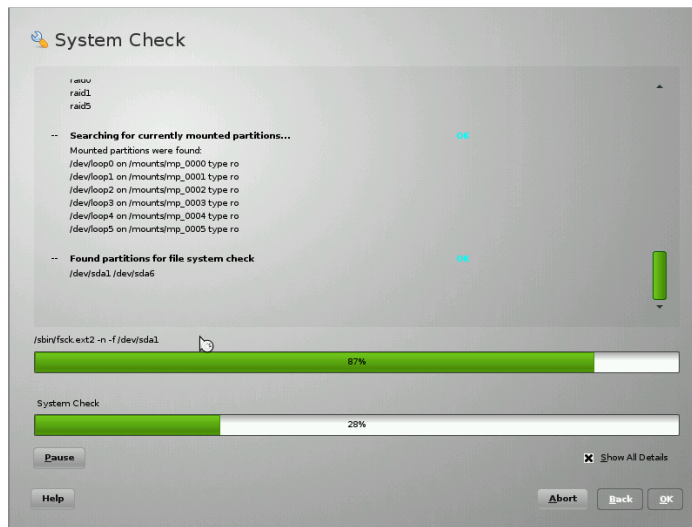 System Check
raid0
raid1
raid5
-- Searching for currently mounted partitions... OK
Mounted partitions were found:
/dev/loop0 on /mounts/mp_0000 type ro
/dev/loop1 on /mounts/mp_0001 type ro
/dev/loop2 on /mounts/mp_0002 type ro
/dev/loop3 on /mounts/mp_0003 type ro
/dev/loop4 on /mounts/mp_0004 type ro
/dev/loop5 on /mounts/mp_0005 type ro
-- Found partitions for file system check OK
/dev/sda1 /dev/sda6
/sbin/fsck.ext2 -n -f /dev/sda1
87%
System Check
28%
Pause
Show All Details
Help
Abort Back OK